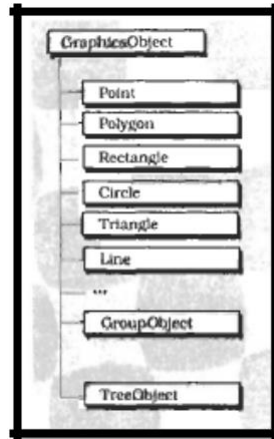 GraphicsObject
Point
Polygon
Rectangle
Circle
Triangle
Line
...
GroupObject
TreeObject